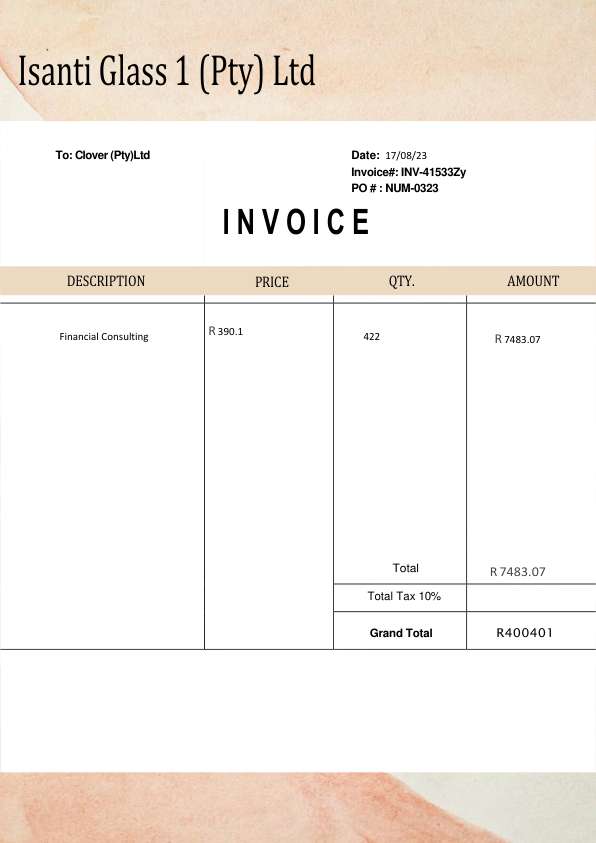 Isanti Glass 1 (Pty) Ltd
To: Clover (Pty)Ltd
Date: 17/08/23
Invoice#: INV-41533Zy
PO # : NUM-0323
INVOICE
DESCRIPTION PRICE QTY. AMOUNT
Financial Consulting R 390.1 422 R 7483.07
Total R 7483.07
Total Tax 10%
Grand Total R400401